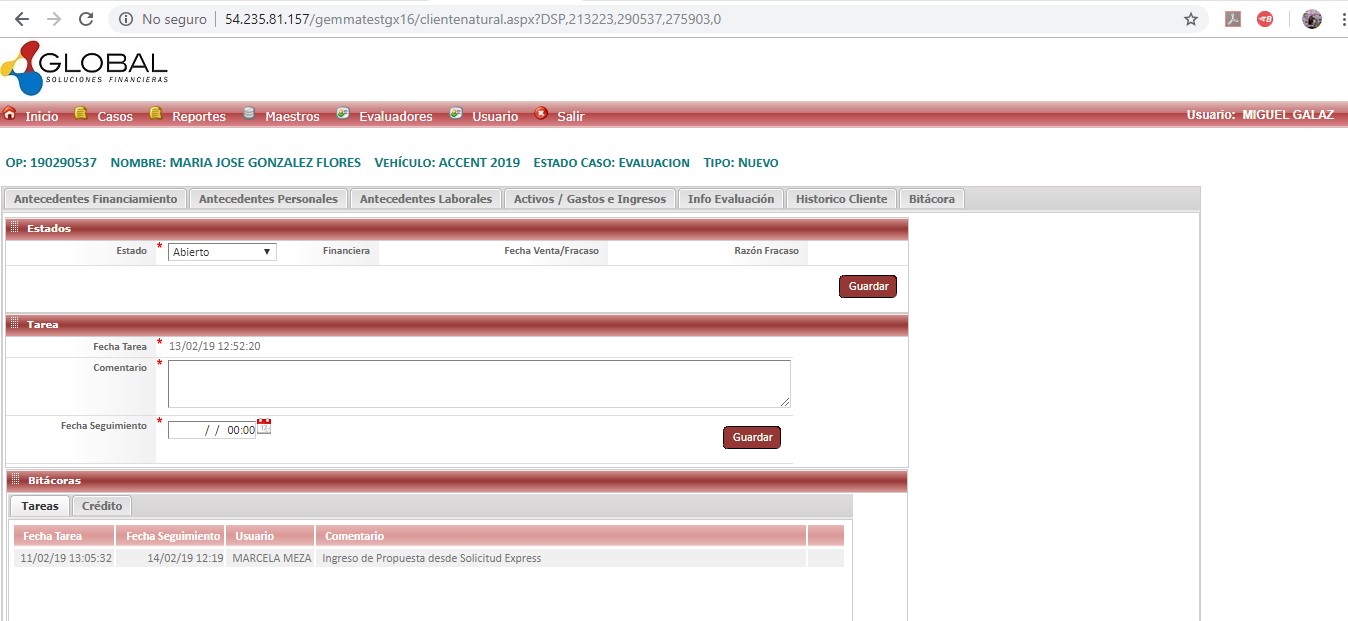 No seguro | 54.235.81.157/gemmatestgx16/clientenatural.aspx?DSP,213223,290537,275903,0
GLOBAL
SOLUCIONES FINANCIERAS
Inicio Casos Reportes Maestros Evaluadores Usuario Salir Usuario: MIGUEL GALAZ
OP: 190290537 NOMBRE: MARIA JOSE GONZALEZ FLORES VEHÍCULO: ACCENT 2019 ESTADO CASO: EVALUACION TIPO: NUEVO
Antecedentes Financiamiento Antecedentes Personales Antecedentes Laborales Activos / Gastos e Ingresos Info Evaluación Historico Cliente Bitácora
Estados
Estado * Abierto Financiera Fecha Venta/Fracaso Razón Fracaso
Guardar
Tarea
Fecha Tarea * 13/02/19 12:52:20
Comentario *
Fecha Seguimiento * / / 00:00
Guardar
Bitácoras
Tareas Crédito
Fecha Tarea Fecha Seguimiento Usuario Comentario
11/02/19 13:05:32 14/02/19 12:19 MARCELA MEZA Ingreso de Propuesta desde Solicitud Express